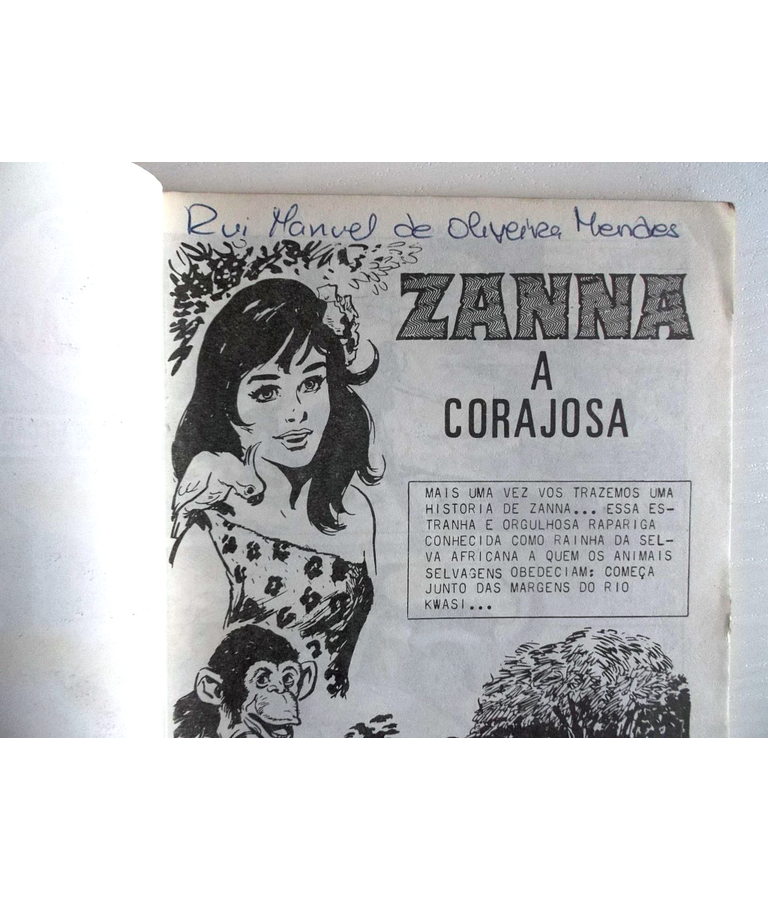 Rui Manuel de Oliveira Mendes
ZANNA
A
CORAJOSA
MAIS UMA VEZ VOS TRAZEMOS UMA
HISTORIA DE ZANNA... ESSA ES-
TRANHA E ORGULHOSA RAPARIGA
CONHECIDA COMO RAINHA DA SEL-
VA AFRICANA A QUEM OS ANIMAIS
SELVAGENS OBEDECIAM: COMEÇA
JUNTO DAS MARGENS DO RIO
KWASI...